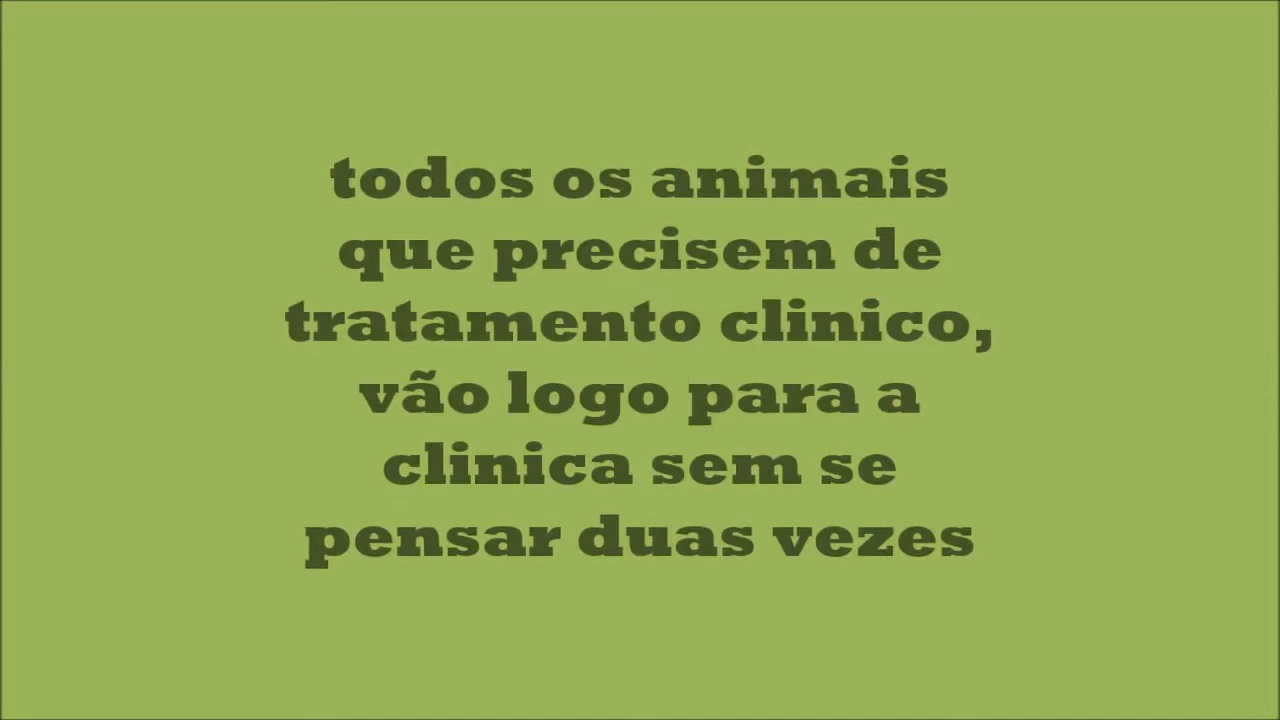 todos os animais
que precisem de
tratamento clinico,
vão logo para a
clinica sem se
pensar duas vezes